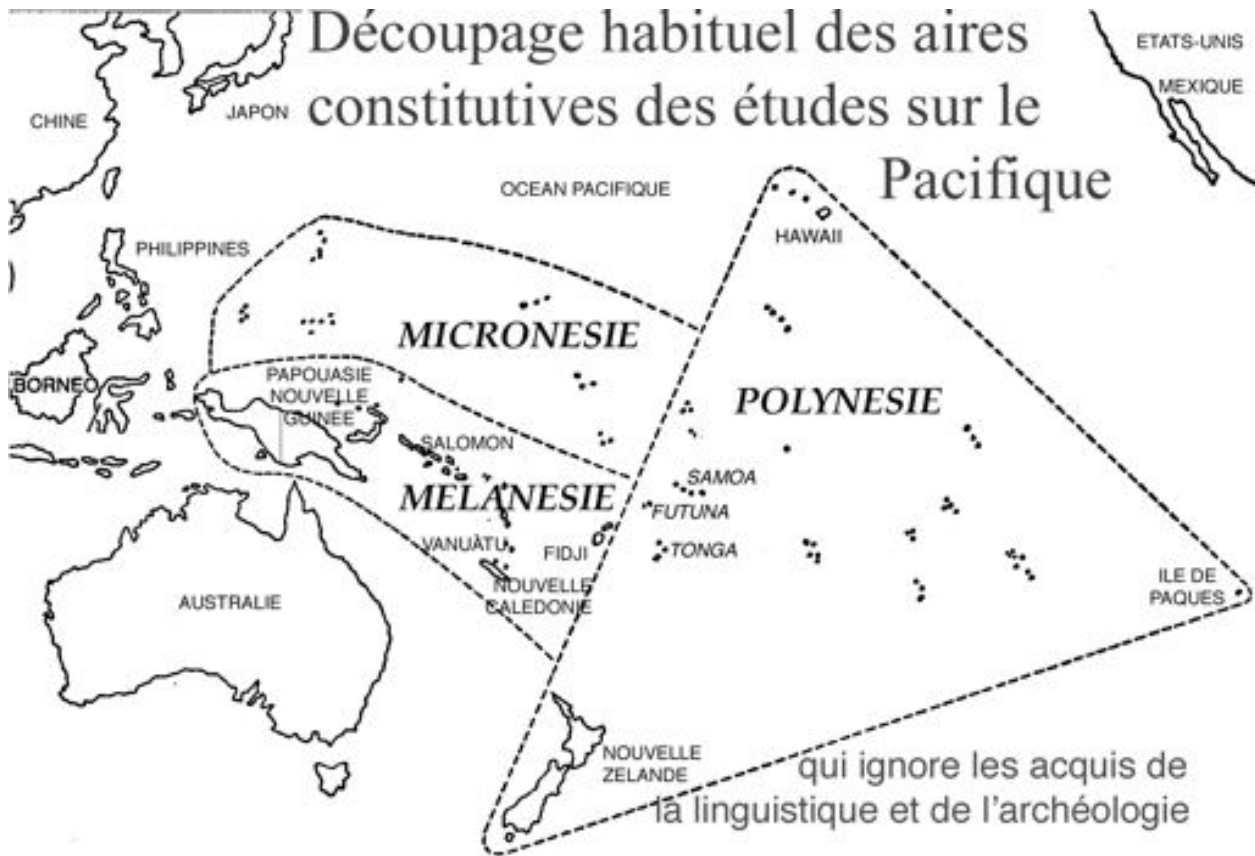 Découpage habituel des aires
constitutives des études sur le
Pacifique
ETATS-UNIS
MEXIQUE
CHINE
JAPON
OCEAN PACIFIQUE
HAWAII
PHILIPPINES
MICRONESIE
BORNEO
PAPOUASIE
NOUVELLE
GUINEE
POLYNESIE
SALOMON
SAMOA
MELANESIE
FUTUNA
VANUATU
FIDJI
TONGA
NOUVELLE
CALEDONIE
ILE DE
PAQUES
AUSTRALIE
NOUVELLE
ZELANDE
qui ignore les acquis de
la linguistique et de l'archéologie